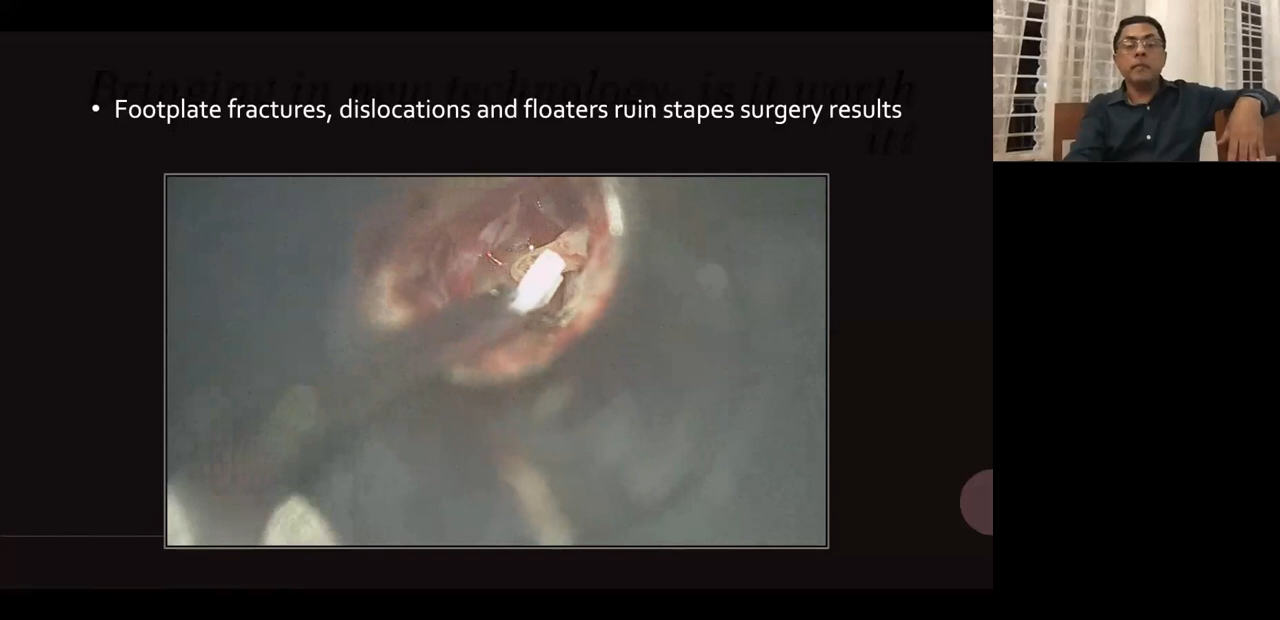 Bringing in new technology, is it worth
it?
• Footplate fractures, dislocations and floaters ruin stapes surgery results